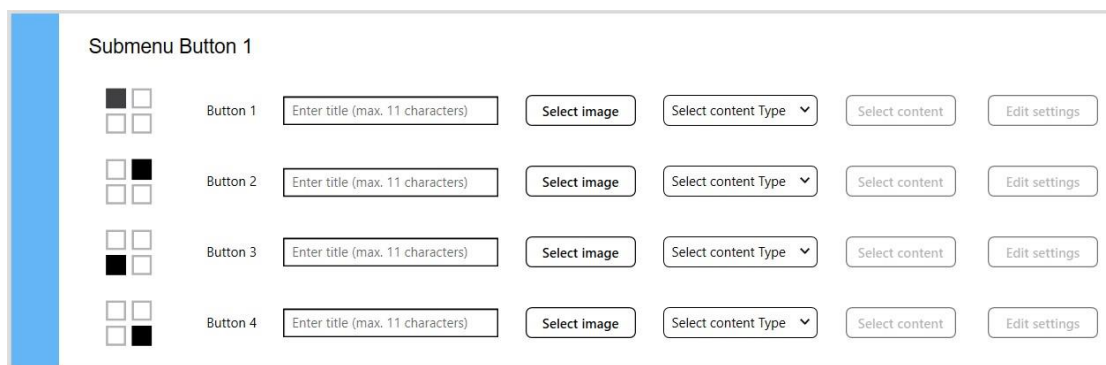 Submenu Button 1
Button 1 Enter title (max. 11 characters) Select image Select content Type Select content Edit settings
Button 2 Enter title (max. 11 characters) Select image Select content Type Select content Edit settings
Button 3 Enter title (max. 11 characters) Select image Select content Type Select content Edit settings
Button 4 Enter title (max. 11 characters) Select image Select content Type Select content Edit settings